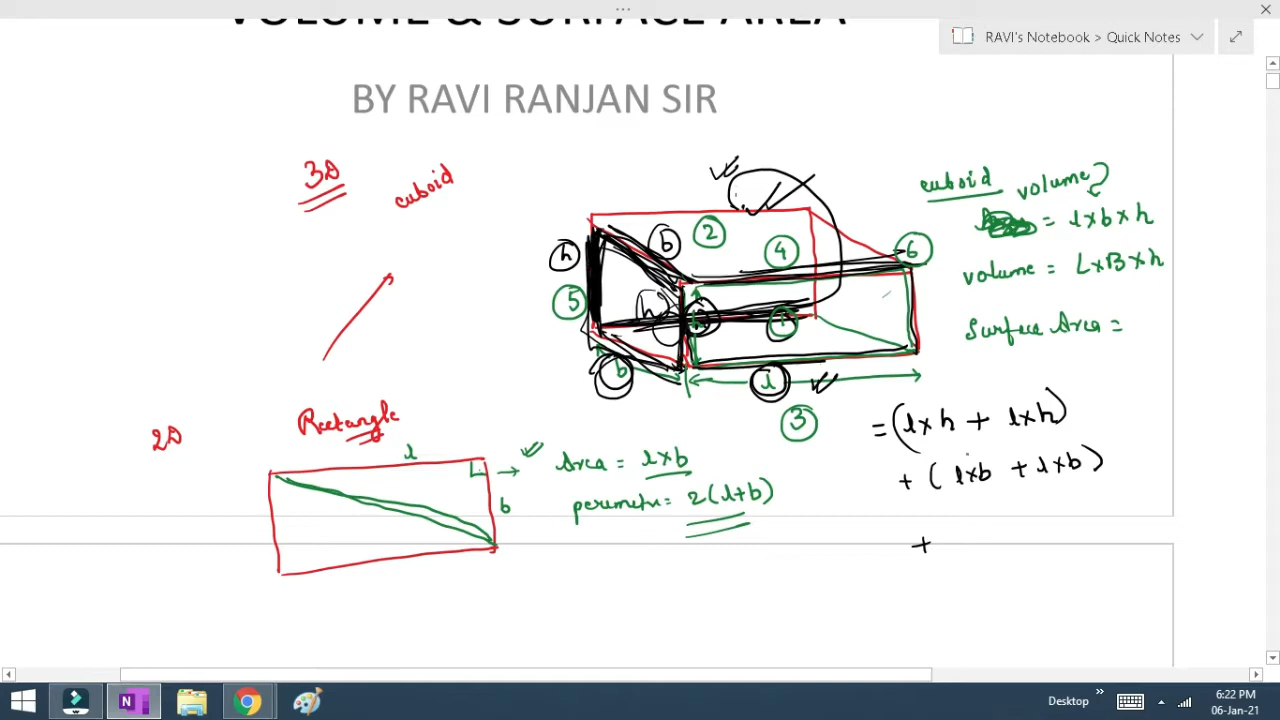 VOLUME & SURFACE AREA
RAVI's Notebook > Quick Notes
BY RAVI RANJAN SIR
3D
cuboid
cuboid volume?
= l×b×h
volume = L×B×h
Surface Area =
h
b
2
4
6
5
h
1
b
l
3
= (l×h + l×h)
+ (l×b + l×b)
+
2D
Rectangle
l
b
→ Area = l×b
perimeter = 2(l+b)
Desktop
6:22 PM
06-Jan-21